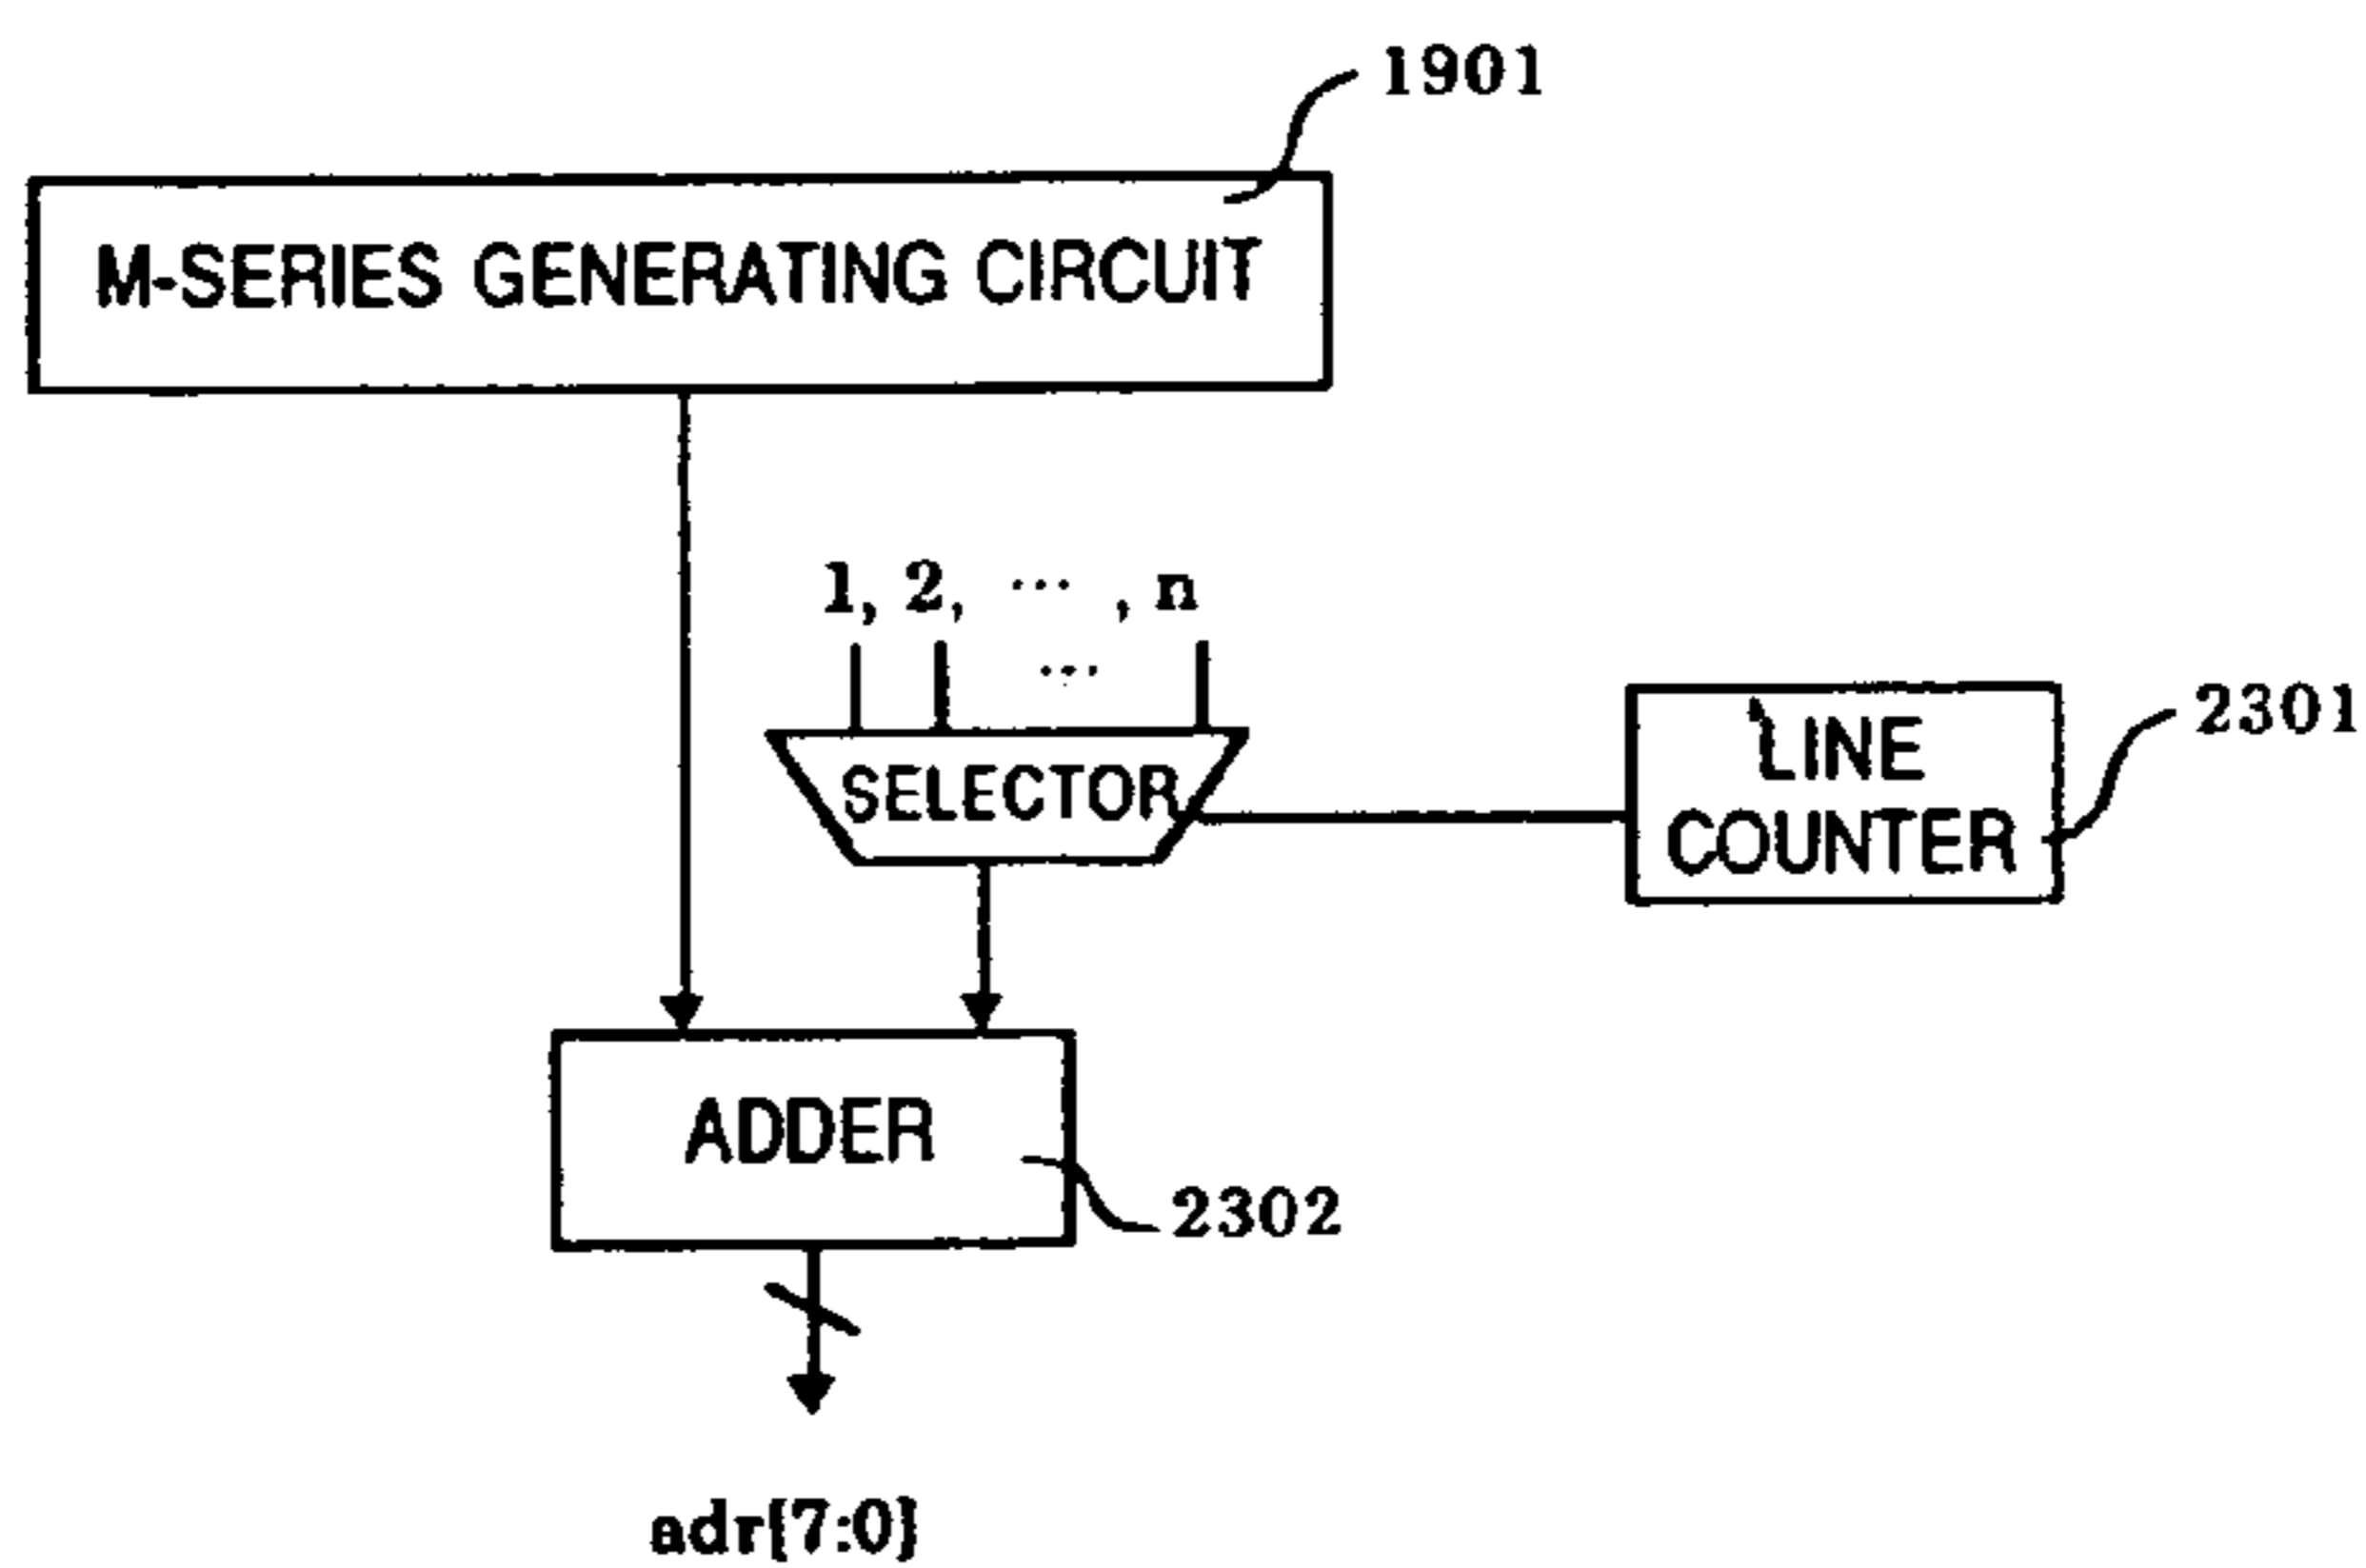 1901
M-SERIES GENERATING CIRCUIT
1, 2, ... , n
...
SELECTOR
LINE
COUNTER
2301
ADDER
2302
adr[7:0]